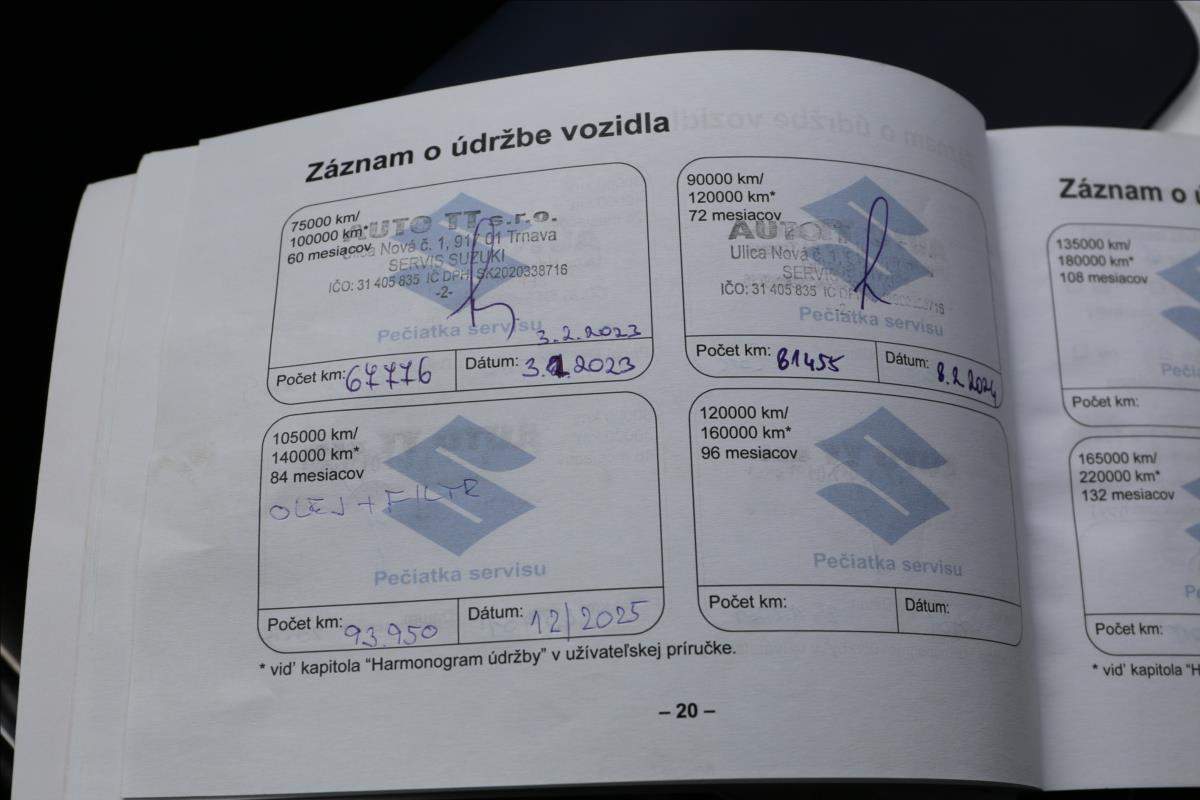 Záznam o údržbe vozidla
75000 km/
100000 km*
60 mesiacov
AUTO TT s.r.o.
Ulica Nová č. 1, 917 01 Trnava
SERVIS SUZUKI
IČO: 31 405 835 IČ DPH SK2020338716
-2-
Pečiatka servisu
3.2.2023
Počet km: 67776
Dátum: 3.2.2023
90000 km/
120000 km*
72 mesiacov
AUTO TT
Ulica Nová č. 1
SERVIS
IČO: 31 405 835 IČ DPH
Pečiatka servisu
Počet km: 81455
Dátum: 8.2.2024
105000 km/
140000 km*
84 mesiacov
OLEJ + FILTR
Pečiatka servisu
Počet km: 93.950
Dátum: 12/2025
120000 km/
160000 km*
96 mesiacov
Pečiatka servisu
Počet km:
Dátum:
* viď kapitola “Harmonogram údržby” v užívateľskej príručke.
– 20 –
Záznam o
135000 km/
180000 km*
108 mesiacov
Počet km:
165000 km/
220000 km*
132 mesiacov
Počet km:
* viď kapitola